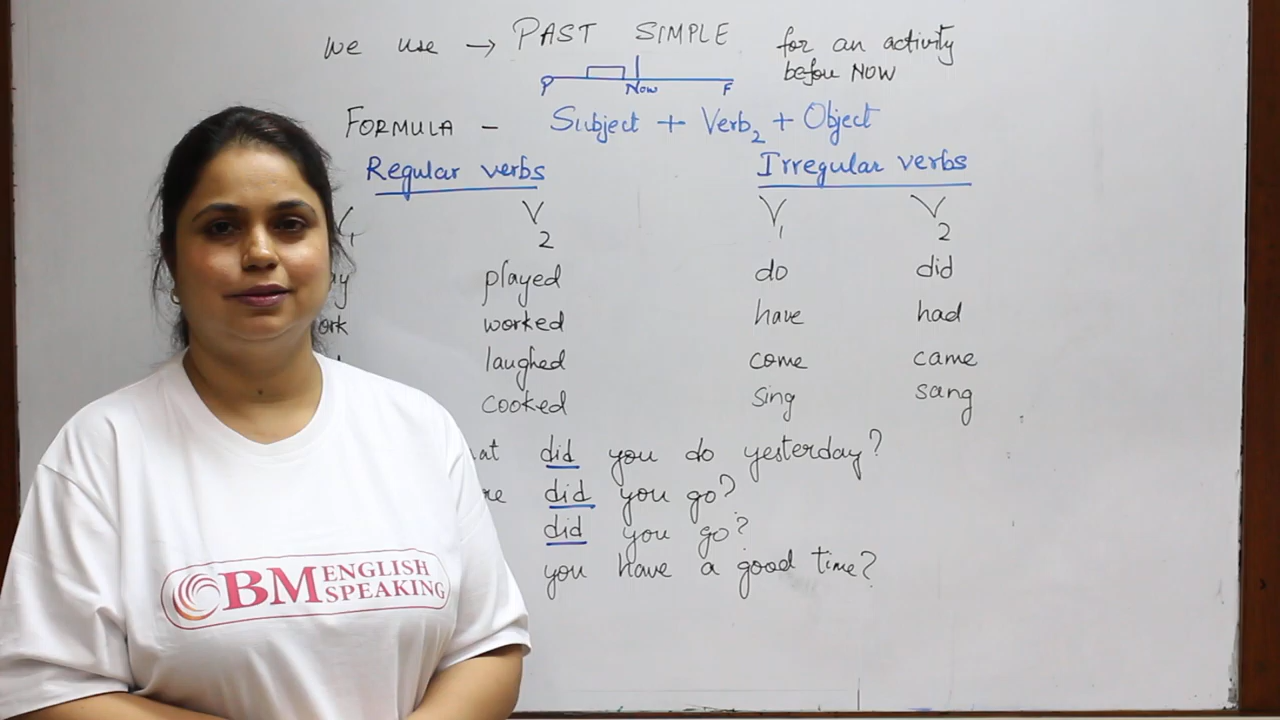 we use → PAST SIMPLE for an activity before NOW
P Now F
FORMULA – Subject + Verb2 + Object
Regular verbs Irregular verbs
V2 V1 V2
played do did
worked have had
laughed come came
cooked sing sang
did you do yesterday?
did you go?
did you go?
you have a good time?
BM ENGLISH SPEAKING